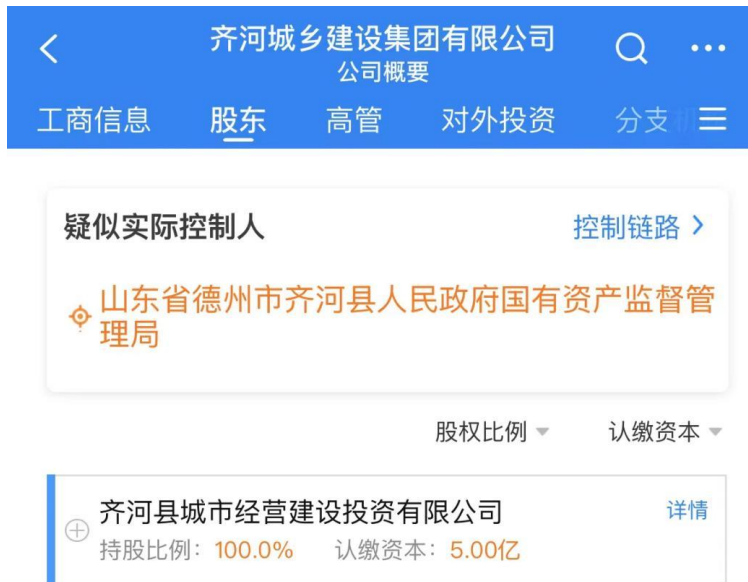 齐河城乡建设集团有限公司
公司概要
工商信息 股东 高管 对外投资 分支机
疑似实际控制人 控制链路
山东省德州市齐河县人民政府国有资产监督管
理局
股权比例 认缴资本
齐河县城市经营建设投资有限公司 详情
持股比例：100.0% 认缴资本：5.00亿